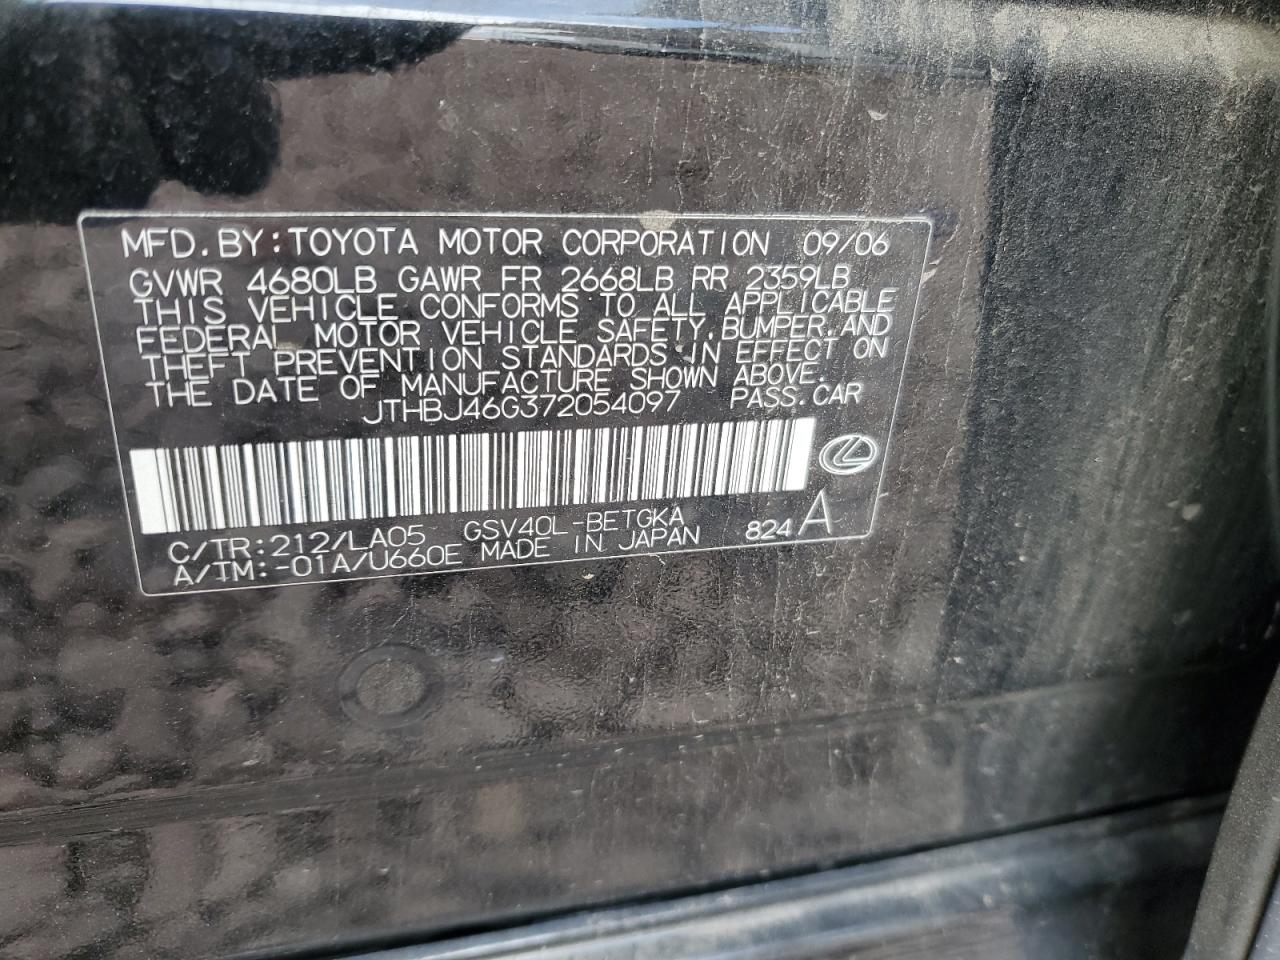 MFD.BY:TOYOTA MOTOR CORPORATION 09/06
GVWR 4680LB GAWR FR 2668LB RR 2359LB
THIS VEHICLE CONFORMS TO ALL APPLICABLE
FEDERAL MOTOR VEHICLE SAFETY,BUMPER,AND
THEFT PREVENTION STANDARDS IN EFFECT ON
THE DATE OF MANUFACTURE SHOWN ABOVE.
JTHBJ46G372054097 PASS.CAR
C/TR:212/LA05 GSV40L-BETGKA
A/TM:-01A/U660E MADE IN JAPAN 824 A